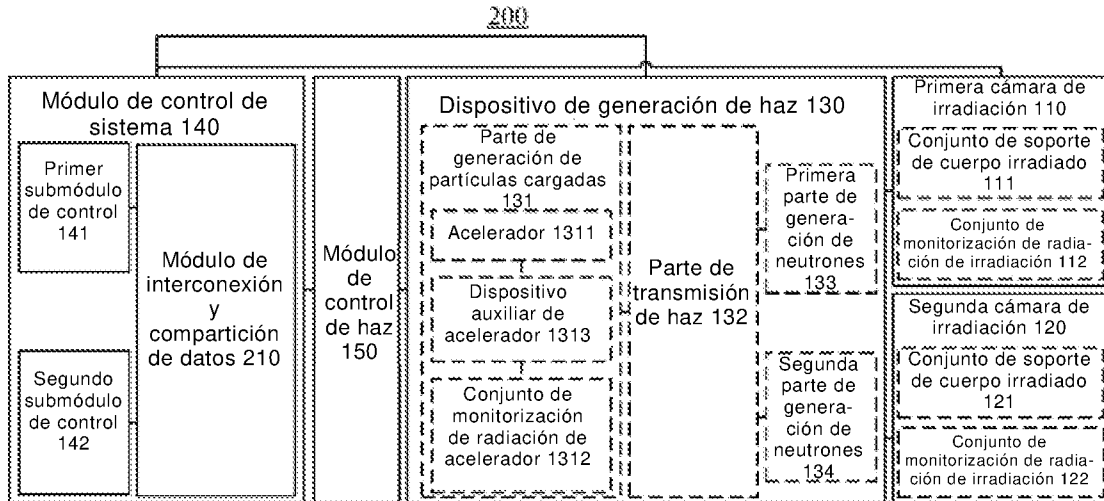 200
Módulo de control de
sistema 140
Primer
submódulo
de control
141
Segundo
submódulo
de control
142
Módulo de
interconexión
y
compartición
de datos 210
Módulo
de
control
de haz
150
Dispositivo de generación de haz 130
Parte de
generación de
partículas cargadas
131
Acelerador 1311
Dispositivo
auxiliar de
acelerador 1313
Conjunto de
monitorización
de radiación de
acelerador 1312
Parte de
transmisión
de haz 132
Primera
parte de
genera-
ción de
neutrones
133
Segunda
parte de
genera-
ción de
neutrones
134
Primera cámara de
irradiación 110
Conjunto de soporte
de cuerpo irradiado
111
Conjunto de
monitorización de radia-
ción de irradiación 112
Segunda cámara de
irradiación 120
Conjunto de soporte
de cuerpo irradiado
121
Conjunto de
monitorización de radia-
ción de irradiación 122